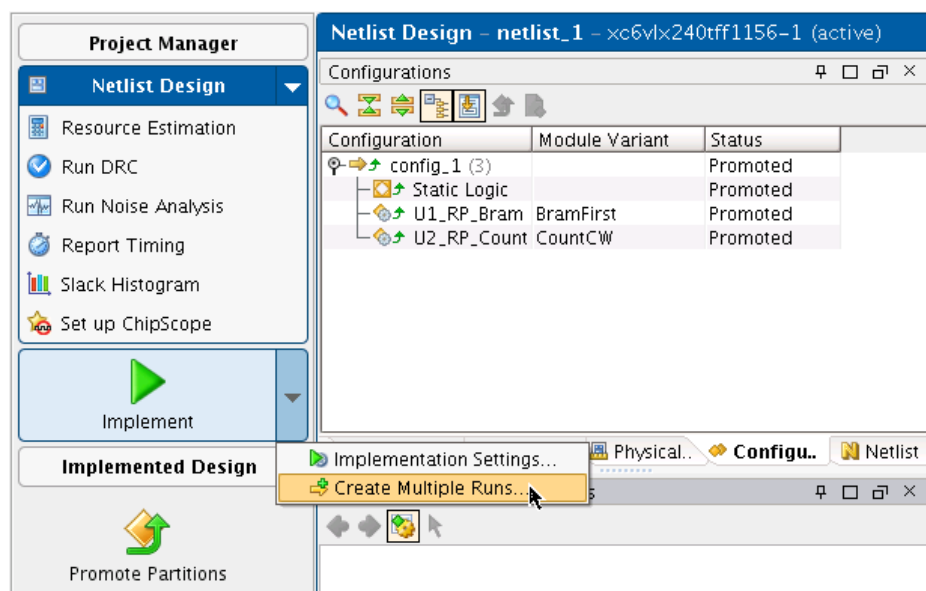 Project Manager
Netlist Design
Resource Estimation
Run DRC
Run Noise Analysis
Report Timing
Slack Histogram
Set up ChipScope
Implement
Implemented Design
Promote Partitions
Netlist Design - netlist_1 - xc6vlx240tff1156-1 (active)
Configurations
Configuration Module Variant Status
config_1 (3) Promoted
Static Logic Promoted
U1_RP_Bram BramFirst Promoted
U2_RP_Count CountCW Promoted
Physical.. Configu.. Netlist
Implementation Settings...
Create Multiple Runs...